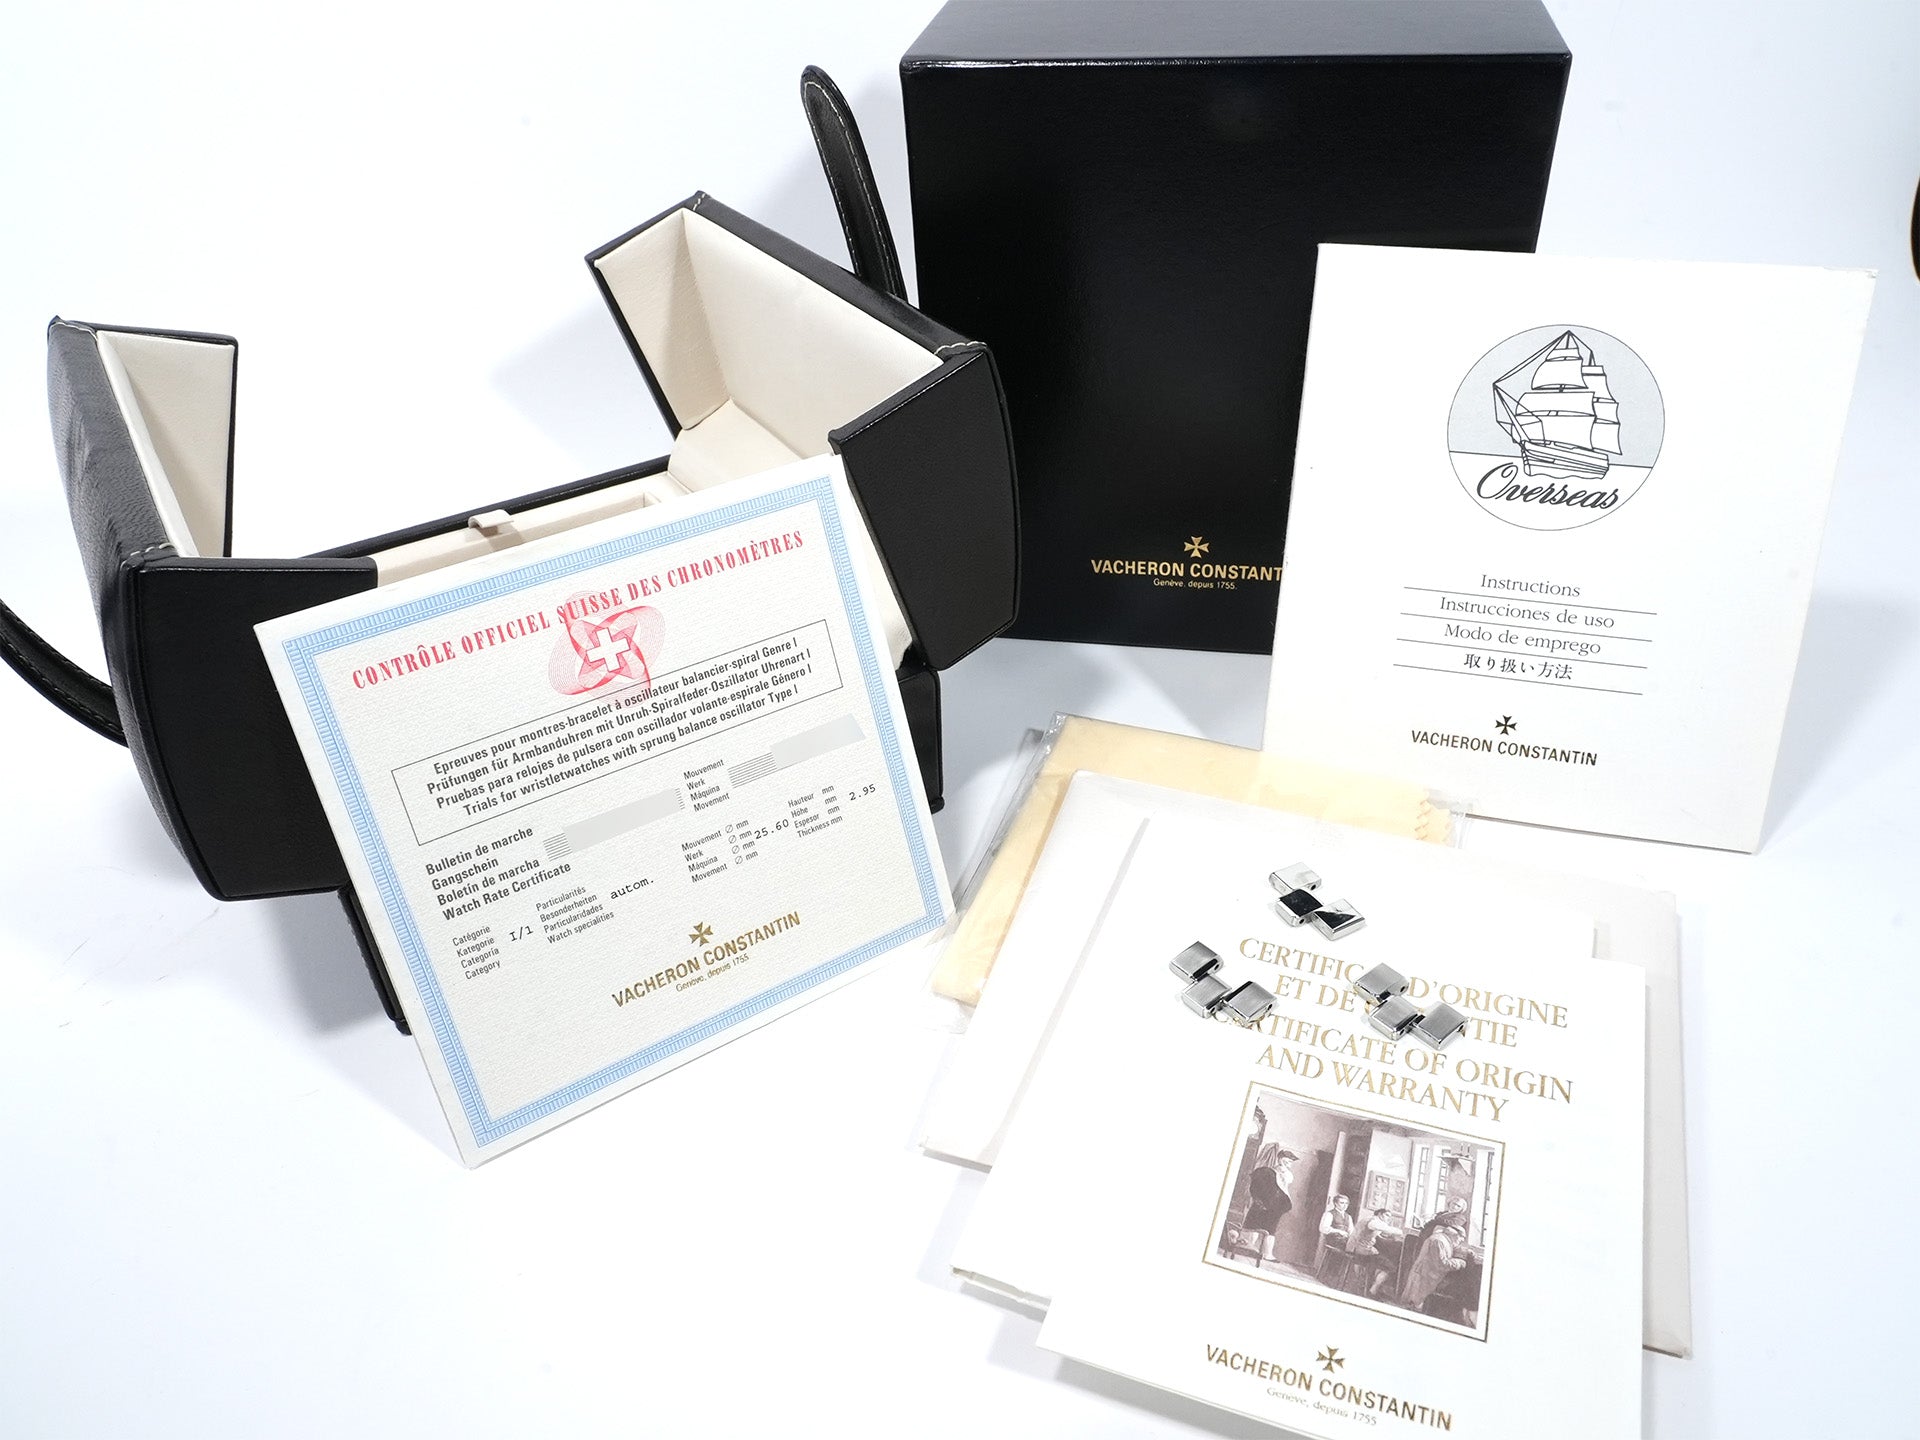 VACHERON CONSTANT
Genève, depuis 1755.
Overseas
Instructions
Instrucciones de uso
Modo de emprego
取り扱い方法
VACHERON CONSTANTIN
CONTRÔLE OFFICIEL SUISSE DES CHRONOMÈTRES
Epreuves pour montres-bracelet à oscillateur balancier-spiral Genre I
Prüfungen für Armbanduhren mit Unruh-Spiralfeder-Oszillator Uhrenart I
Pruebas para relojes de pulsera con oscillador volante-espirale Género I
Trials for wristletwatches with sprung balance oscillator Type I
Bulletin de marche
Gangschein
Boletin de marcha
Watch Rate Certificate
Mouvement
Werk
Máquina
Movement
Catégorie
Kategorie
Categoría
Category
I/1
Particularités
Besonderheiten
Particularidades
Watch specialities
autom.
Mouvement ∅ mm
Werk ∅ mm
Máquina ∅ mm
Movement ∅ mm
25.60
Hauteur mm
Höhe mm
Espesor mm
Thickness mm
2.95
VACHERON CONSTANTIN
Genève, depuis 1755
CERTIFIC D'ORIGINE
ET DE NTIE
CERTIFICATE OF ORIGIN
AND WARRANTY
VACHERON CONSTANTIN
Genève, depuis 1755